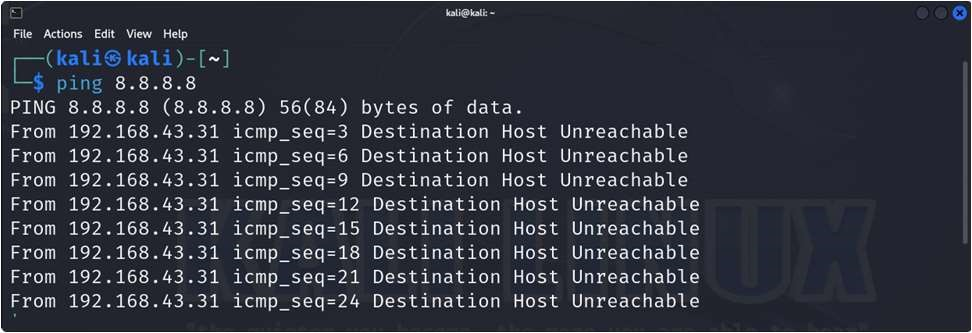 kali@kali: ~
File Actions Edit View Help
┌──(kali㉿kali)-[~]
└─$ ping 8.8.8.8
PING 8.8.8.8 (8.8.8.8) 56(84) bytes of data.
From 192.168.43.31 icmp_seq=3 Destination Host Unreachable
From 192.168.43.31 icmp_seq=6 Destination Host Unreachable
From 192.168.43.31 icmp_seq=9 Destination Host Unreachable
From 192.168.43.31 icmp_seq=12 Destination Host Unreachable
From 192.168.43.31 icmp_seq=15 Destination Host Unreachable
From 192.168.43.31 icmp_seq=18 Destination Host Unreachable
From 192.168.43.31 icmp_seq=21 Destination Host Unreachable
From 192.168.43.31 icmp_seq=24 Destination Host Unreachable